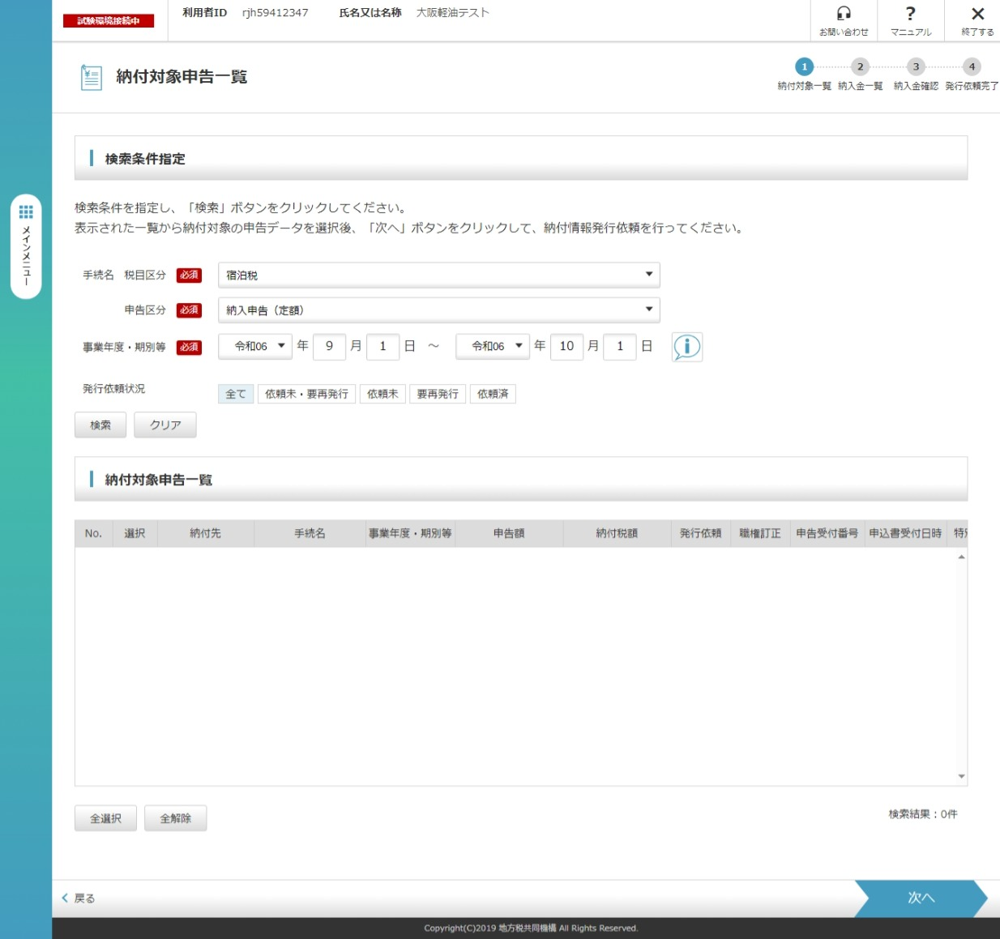 試験環境接続中
利用者ID rjh59412347 氏名又は名称 大阪軽油テスト
お問い合わせ
? マニュアル
終了する
納付対象申告一覧
1 2 3 4
納付対象一覧 納入金一覧 納入金確認 発行依頼完了
メインメニュー
検索条件指定
検索条件を指定し、「検索」ボタンをクリックしてください。
表示された一覧から納付対象の申告データを選択後、「次へ」ボタンをクリックして、納付情報発行依頼を行ってください。
手続名 税目区分 必須 宿泊税
申告区分 必須 納入申告（定額）
事業年度・期別等 必須 令和06 年 9 月 1 日 ～ 令和06 年 10 月 1 日
発行依頼状況 全て 依頼未・要再発行 依頼未 要再発行 依頼済
検索 クリア
納付対象申告一覧
No. 選択 納付先 手続名 事業年度・期別等 申告額 納付税額 発行依頼 職権訂正 申告受付番号 申込書受付日時
全選択 全解除
検索結果：0件
戻る 次へ
Copyright(C)2019 地方税共同機構 All Rights Reserved.